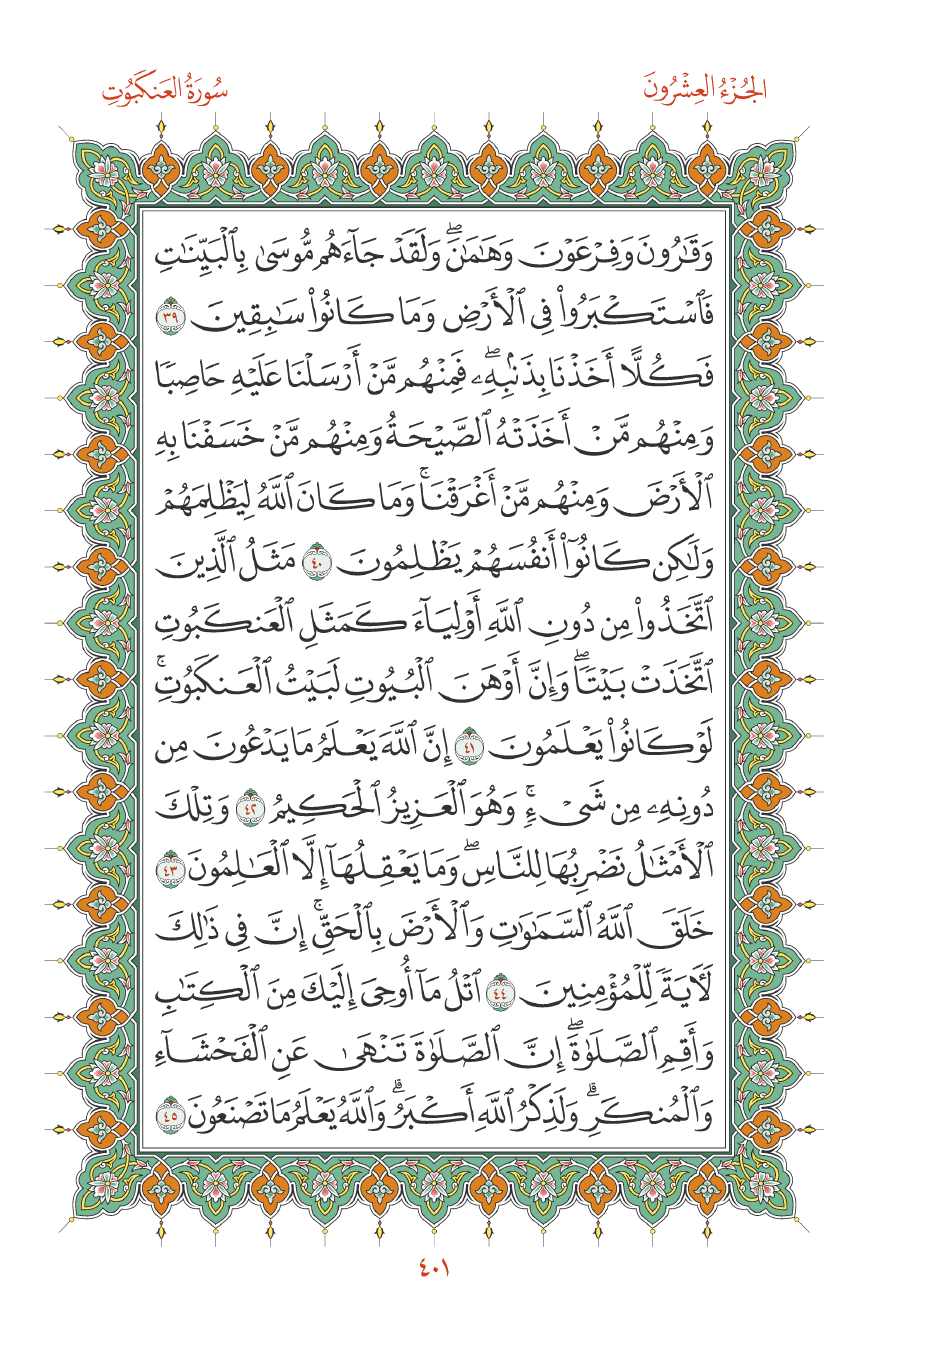 الجُزْءُ العِشْرُونَ
سُورَةُ العَنكَبُوتِ
وَقَٰرُونَ وَفِرْعَوْنَ وَهَٰمَٰنَۖ وَلَقَدْ جَآءَهُم مُّوسَىٰ بِٱلْبَيِّنَٰتِ
فَٱسْتَكْبَرُوا۟ فِى ٱلْأَرْضِ وَمَا كَانُوا۟ سَٰبِقِينَ ٣٩
فَكُلًّا أَخَذْنَا بِذَنۢبِهِۦۖ فَمِنْهُم مَّنْ أَرْسَلْنَا عَلَيْهِ حَاصِبًا
وَمِنْهُم مَّنْ أَخَذَتْهُ ٱلصَّيْحَةُ وَمِنْهُم مَّنْ خَسَفْنَا بِهِ
ٱلْأَرْضَ وَمِنْهُم مَّنْ أَغْرَقْنَاۚ وَمَا كَانَ ٱللَّهُ لِيَظْلِمَهُمْ
وَلَٰكِن كَانُوٓا۟ أَنفُسَهُمْ يَظْلِمُونَ ٤٠ مَثَلُ ٱلَّذِينَ
ٱتَّخَذُوا۟ مِن دُونِ ٱللَّهِ أَوْلِيَآءَ كَمَثَلِ ٱلْعَنكَبُوتِ
ٱتَّخَذَتْ بَيْتًاۖ وَإِنَّ أَوْهَنَ ٱلْبُيُوتِ لَبَيْتُ ٱلْعَنكَبُوتِۚ
لَوْ كَانُوا۟ يَعْلَمُونَ ٤١ إِنَّ ٱللَّهَ يَعْلَمُ مَا يَدْعُونَ مِن
دُونِهِۦ مِن شَىْءٍۚ وَهُوَ ٱلْعَزِيزُ ٱلْحَكِيمُ ٤٢ وَتِلْكَ
ٱلْأَمْثَٰلُ نَضْرِبُهَا لِلنَّاسِۖ وَمَا يَعْقِلُهَآ إِلَّا ٱلْعَٰلِمُونَ ٤٣
خَلَقَ ٱللَّهُ ٱلسَّمَٰوَٰتِ وَٱلْأَرْضَ بِٱلْحَقِّۚ إِنَّ فِى ذَٰلِكَ
لَءَايَةً لِّلْمُؤْمِنِينَ ٤٤ ٱتْلُ مَآ أُوحِىَ إِلَيْكَ مِنَ ٱلْكِتَٰبِ
وَأَقِمِ ٱلصَّلَوٰةَۖ إِنَّ ٱلصَّلَوٰةَ تَنْهَىٰ عَنِ ٱلْفَحْشَآءِ
وَٱلْمُنكَرِۗ وَلَذِكْرُ ٱللَّهِ أَكْبَرُۗ وَٱللَّهُ يَعْلَمُ مَا تَصْنَعُونَ ٤٥
٤٠١